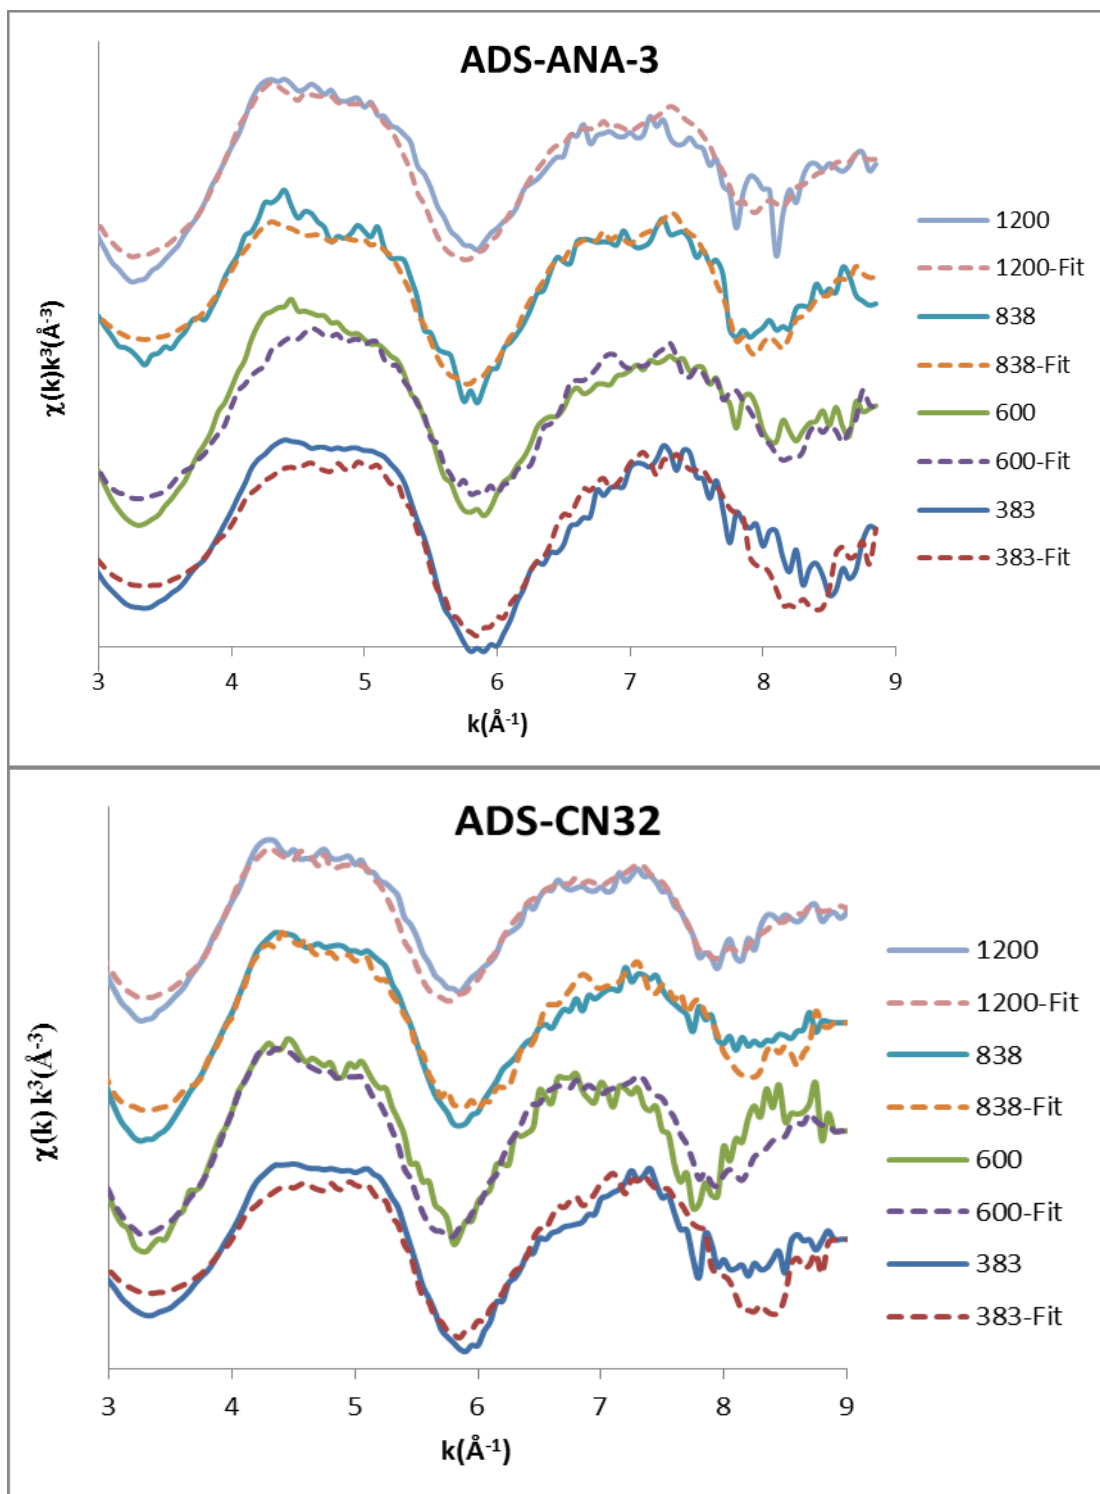 ADS-ANA-3
χ(k)k³(Å⁻³)
1200
1200-Fit
838
838-Fit
600
600-Fit
383
383-Fit
3 4 5 6 7 8 9
k(Å⁻¹)
ADS-CN32
χ(k) k³(Å⁻³)
1200
1200-Fit
838
838-Fit
600
600-Fit
383
383-Fit
3 4 5 6 7 8 9
k(Å⁻¹)